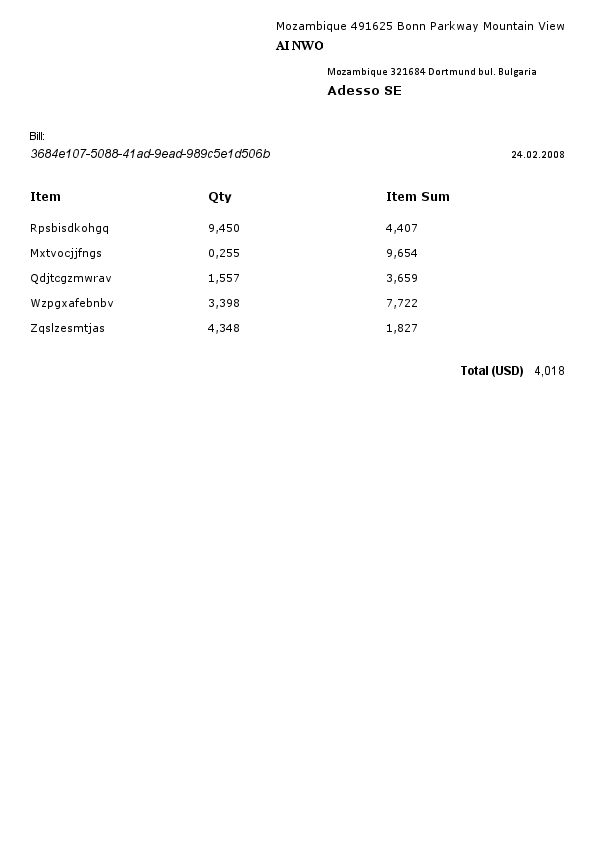 Mozambique 491625 Bonn Parkway Mountain View
AI NWO
Mozambique 321684 Dortmund bul. Bulgaria
Adesso SE
Bill:
3684e107-5088-41ad-9ead-989c5e1d506b 24.02.2008
Item Qty Item Sum
Rpsbisdkohgq 9,450 4,407
Mxtvocjjfngs 0,255 9,654
Qdjtcgzmwrav 1,557 3,659
Wzpgxafebnbv 3,398 7,722
Zqslzesmtjas 4,348 1,827
Total (USD) 4,018